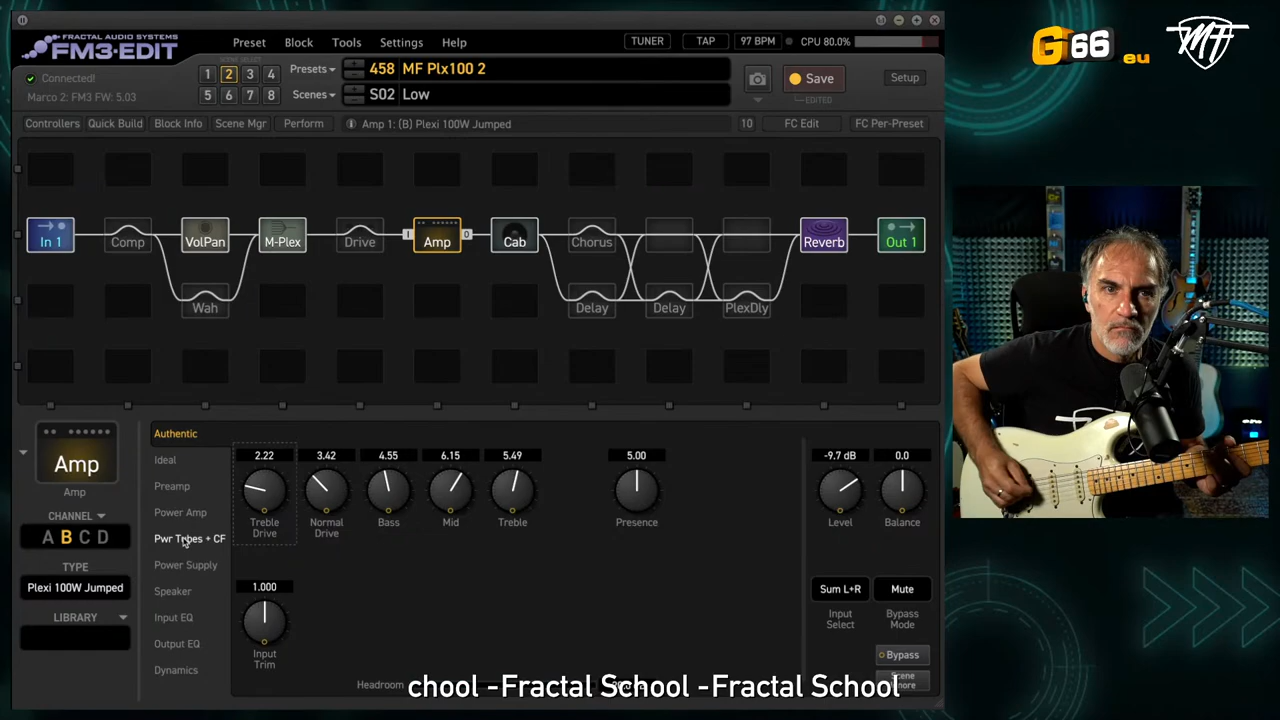 FRACTAL AUDIO SYSTEMS
FM3-EDIT
Preset Block Tools Settings Help
TUNER
TAP
97 BPM
CPU 80.0%
Connected!
Marco 2: FM3 FW: 5.03
SCENE SELECT
1 2 3 4
5 6 7 8
Presets
458 MF Plx100 2
Scenes
S02 Low
Save
EDITED
Setup
Controllers Quick Build Block Info Scene Mgr Perform
Amp 1: (B) Plexi 100W Jumped
10
FC Edit
FC Per-Preset
In 1
Comp
VolPan
M-Plex
Drive
I
Amp
O
Cab
Chorus
Reverb
Out 1
Wah
Delay
Delay
PlexDly
Amp
Amp
CHANNEL
A B C D
TYPE
Plexi 100W Jumped
LIBRARY
Authentic
Ideal
Preamp
Power Amp
Pwr Tubes + CF
Power Supply
Speaker
Input EQ
Output EQ
Dynamics
2.22
Treble
Drive
3.42
Normal
Drive
4.55
Bass
6.15
Mid
5.49
Treble
5.00
Presence
-9.7 dB
Level
0.0
Balance
1.000
Input
Trim
Sum L+R
Input
Select
Mute
Bypass
Mode
Bypass
Headroom
chool -Fractal School -Fractal School
G66
eu
MF